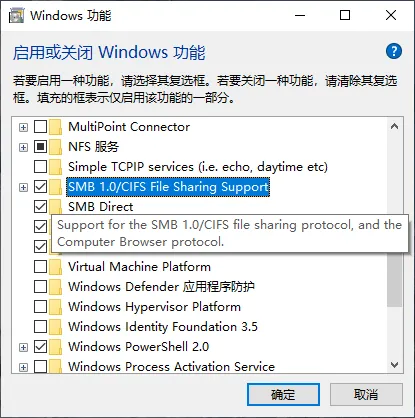 Windows 功能
启用或关闭 Windows 功能
若要启用一种功能，请选择其复选框。若要关闭一种功能，请清除其复选
框。填充的框表示仅启用该功能的一部分。
MultiPoint Connector
NFS 服务
Simple TCPIP services (i.e. echo, daytime etc)
SMB 1.0/CIFS File Sharing Support
SMB Direct
Support for the SMB 1.0/CIFS file sharing protocol, and the
Computer Browser protocol.
Virtual Machine Platform
Windows Defender 应用程序防护
Windows Hypervisor Platform
Windows Identity Foundation 3.5
Windows PowerShell 2.0
Windows Process Activation Service
确定
取消